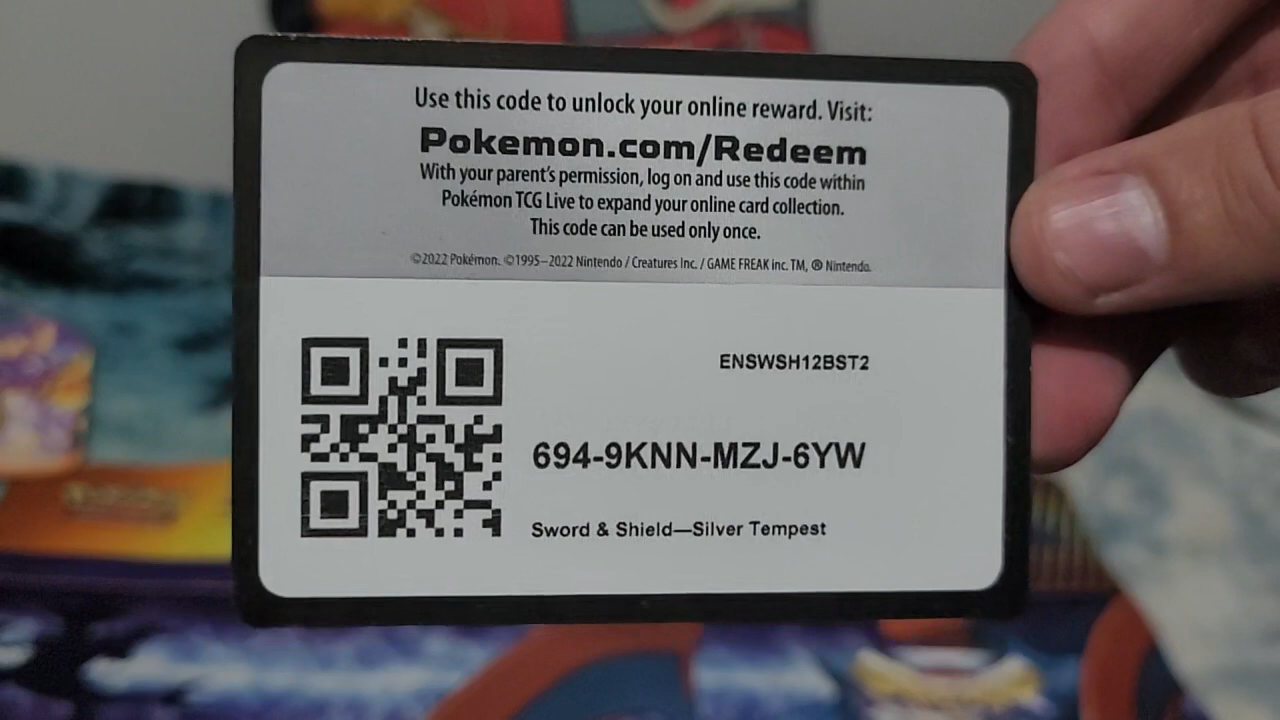 Use this code to unlock your online reward. Visit:
Pokemon.com/Redeem
With your parent's permission, log on and use this code within
Pokémon TCG Live to expand your online card collection.
This code can be used only once.
©2022 Pokémon. ©1995–2022 Nintendo / Creatures Inc. / GAME FREAK inc. TM, ® Nintendo.
ENSWSH12BST2
694-9KNN-MZJ-6YW
Sword & Shield—Silver Tempest